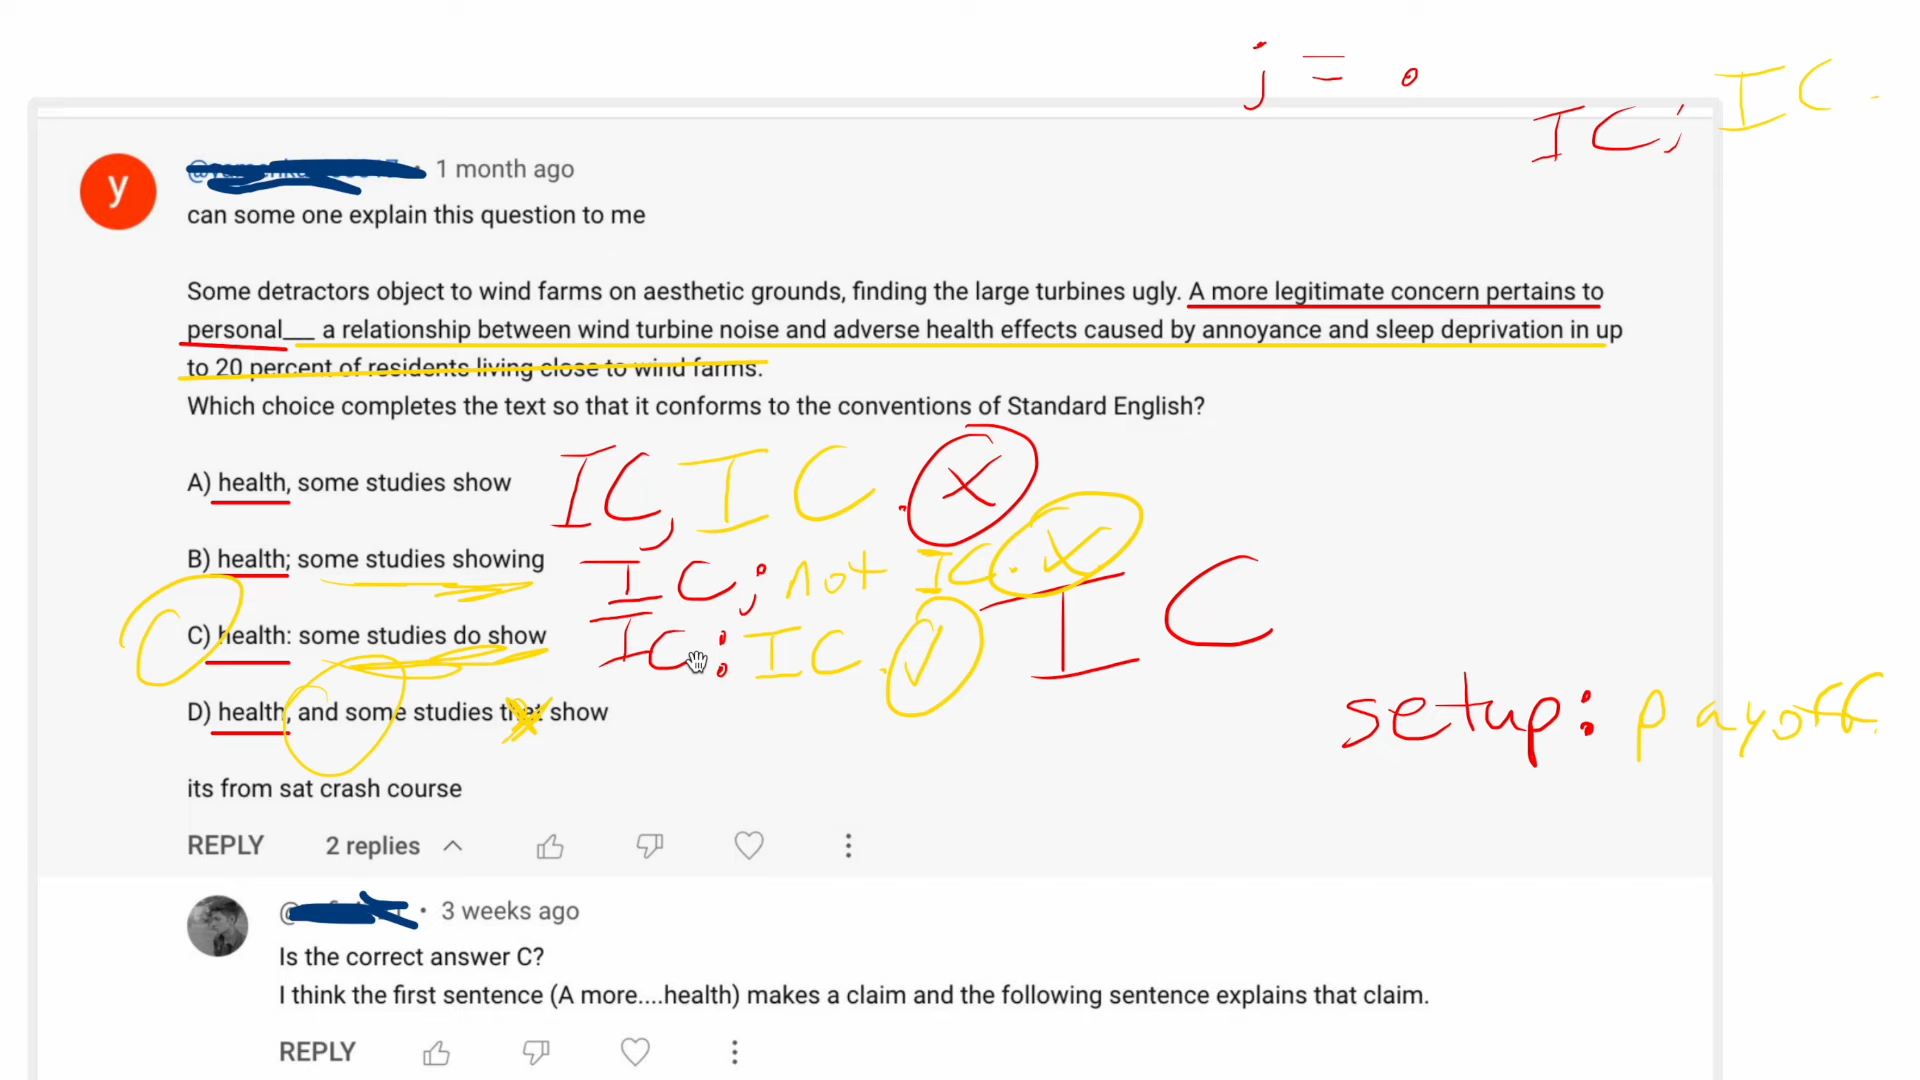 ; = .
IC; IC.
1 month ago
can some one explain this question to me
Some detractors object to wind farms on aesthetic grounds, finding the large turbines ugly. A more legitimate concern pertains to
personal___ a relationship between wind turbine noise and adverse health effects caused by annoyance and sleep deprivation in up
to 20 percent of residents living close to wind farms.
Which choice completes the text so that it conforms to the conventions of Standard English?
A) health, some studies show IC, IC. X
B) health; some studies showing IC; not IC. X
C) health: some studies do show IC: IC. ✓ IC
D) health, and some studies that show
setup: payoff.
its from sat crash course
REPLY 2 replies
3 weeks ago
Is the correct answer C?
I think the first sentence (A more....health) makes a claim and the following sentence explains that claim.
REPLY
y